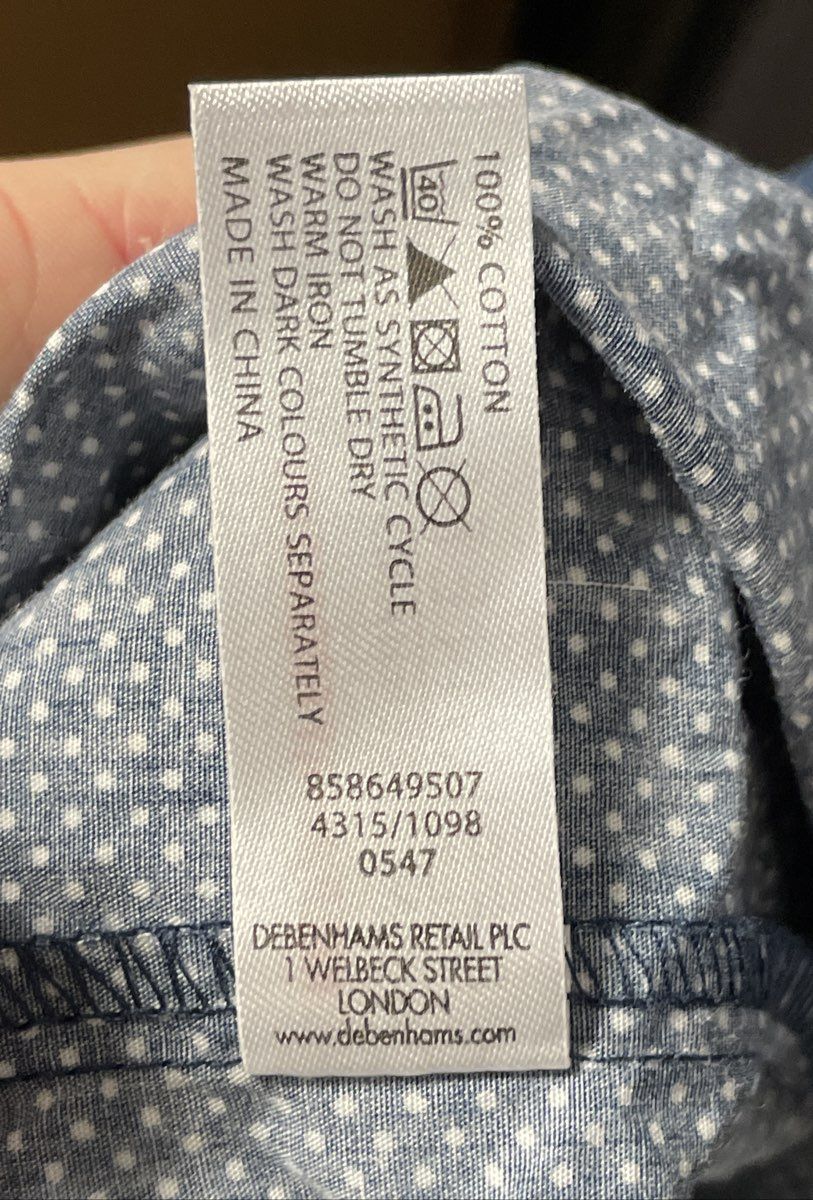 100% COTTON
40
WASH AS SYNTHETIC CYCLE
DO NOT TUMBLE DRY
WARM IRON
WASH DARK COLOURS SEPARATELY
MADE IN CHINA
858649507
4315/1098
0547
DEBENHAMS RETAIL PLC
1 WELBECK STREET
LONDON
www.debenhams.com